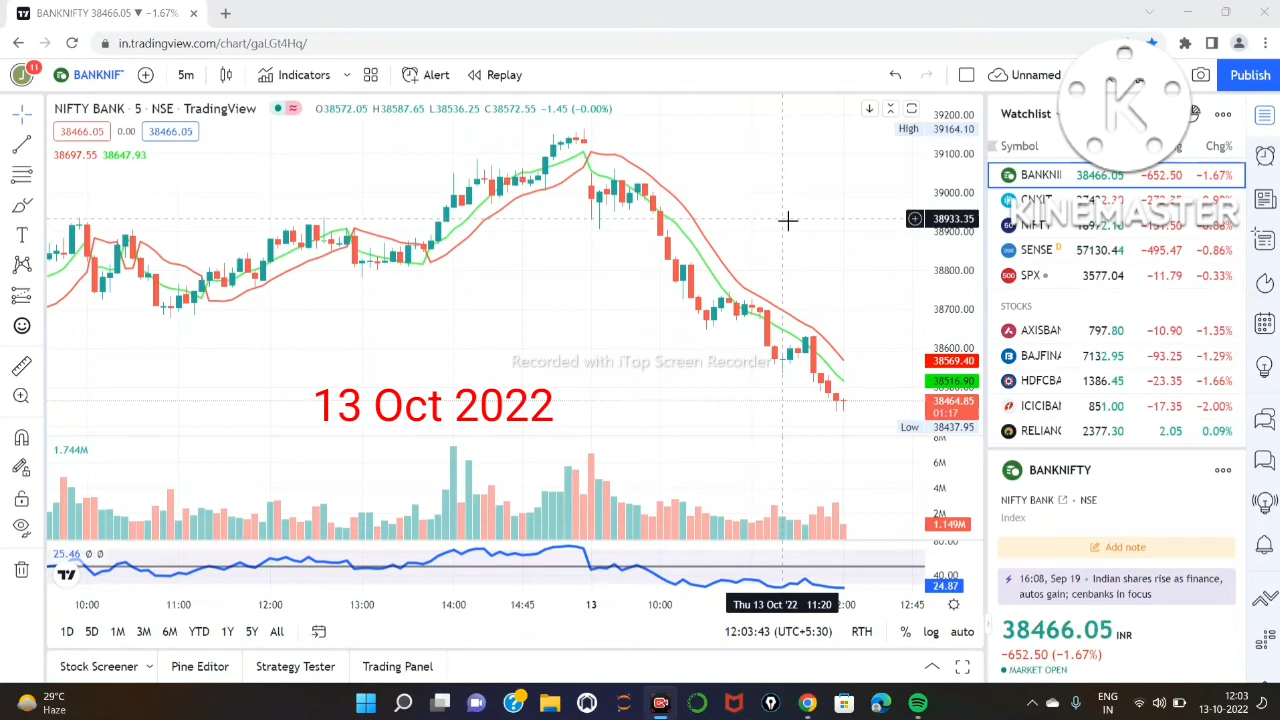 BANKNIFTY 38466.05 ▼ −1.67%
in.tradingview.com/chart/gaLGt4Hq/
J 11 BANKNIF 5m Indicators Alert Replay Unnamed Publish
NIFTY BANK · 5 · NSE · TradingView O38572.05 H38587.65 L38536.25 C38572.55 −1.45 (−0.00%)
38466.05 0.00 38466.05
38697.55 38647.93
39200.00
High 39164.10
39100.00
39000.00
38933.35
38900.00
38800.00
38700.00
38600.00
38569.40
38516.90
38464.85
01:17
Low 38437.95
Recorded with iTop Screen Recorder
13 Oct 2022
1.744M
8M
6M
4M
2M
1.149M
25.46 Ø Ø
80.00
40.00
24.87
10:00 11:00 12:00 13:00 14:00 14:45 13 10:00 Thu 13 Oct '22 11:20 2:00 12:45
1D 5D 1M 3M 6M YTD 1Y 5Y All 12:03:43 (UTC+5:30) RTH % log auto
Stock Screener Pine Editor Strategy Tester Trading Panel
Watchlist
K
KINEMASTER
Symbol Chg%
BANKNI 38466.05 −652.50 −1.67%
SENSE D 57130.44 −495.47 −0.86%
500 SPX 3577.04 −11.79 −0.33%
STOCKS
AXISBAN 797.80 −10.90 −1.35%
BAJFINA 7132.95 −93.25 −1.29%
HDFCBA 1386.45 −23.35 −1.66%
ICICIBAN 851.00 −17.35 −2.00%
RELIANC 2377.30 2.05 0.09%
BANKNIFTY
NIFTY BANK · NSE
Index
Add note
16:08, Sep 19 · Indian shares rise as finance,
autos gain; cenbanks in focus
38466.05 INR
−652.50 (−1.67%)
MARKET OPEN
29°C
Haze
ENG
IN
12:03
13-10-2022